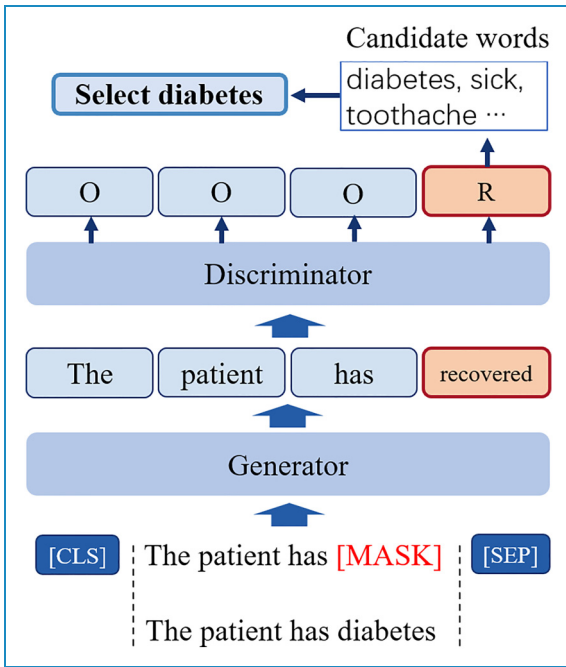 Candidate words
Select diabetes
diabetes, sick,
toothache ···
O O O R
Discriminator
The patient has recovered
Generator
[CLS] The patient has [MASK] [SEP]
The patient has diabetes